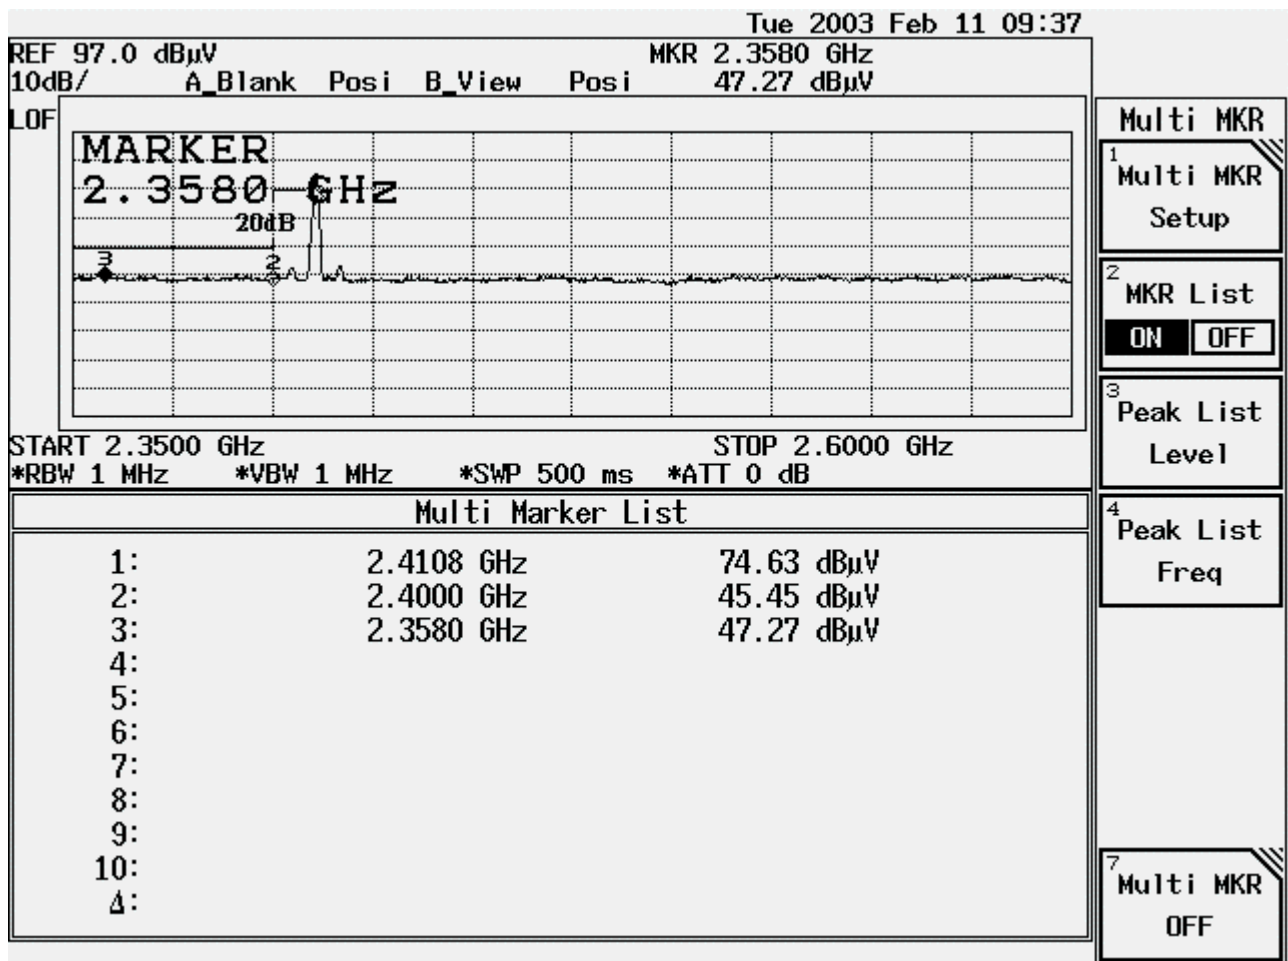 Tue 2003 Feb 11 09:37
REF 97.0 dBµV MKR 2.3580 GHz
10dB/ A_Blank Posi B_View Posi 47.27 dBµV
LOF
MARKER
2.3580 GHz
20dB
3
2
START 2.3500 GHz STOP 2.6000 GHz
*RBW 1 MHz *VBW 1 MHz *SWP 500 ms *ATT 0 dB
Multi Marker List
1: 2.4108 GHz 74.63 dBµV
2: 2.4000 GHz 45.45 dBµV
3: 2.3580 GHz 47.27 dBµV
4:
5:
6:
7:
8:
9:
10:
Δ:
Multi MKR
1
Multi MKR
Setup
2
MKR List
ON OFF
3
Peak List
Level
4
Peak List
Freq
7
Multi MKR
OFF